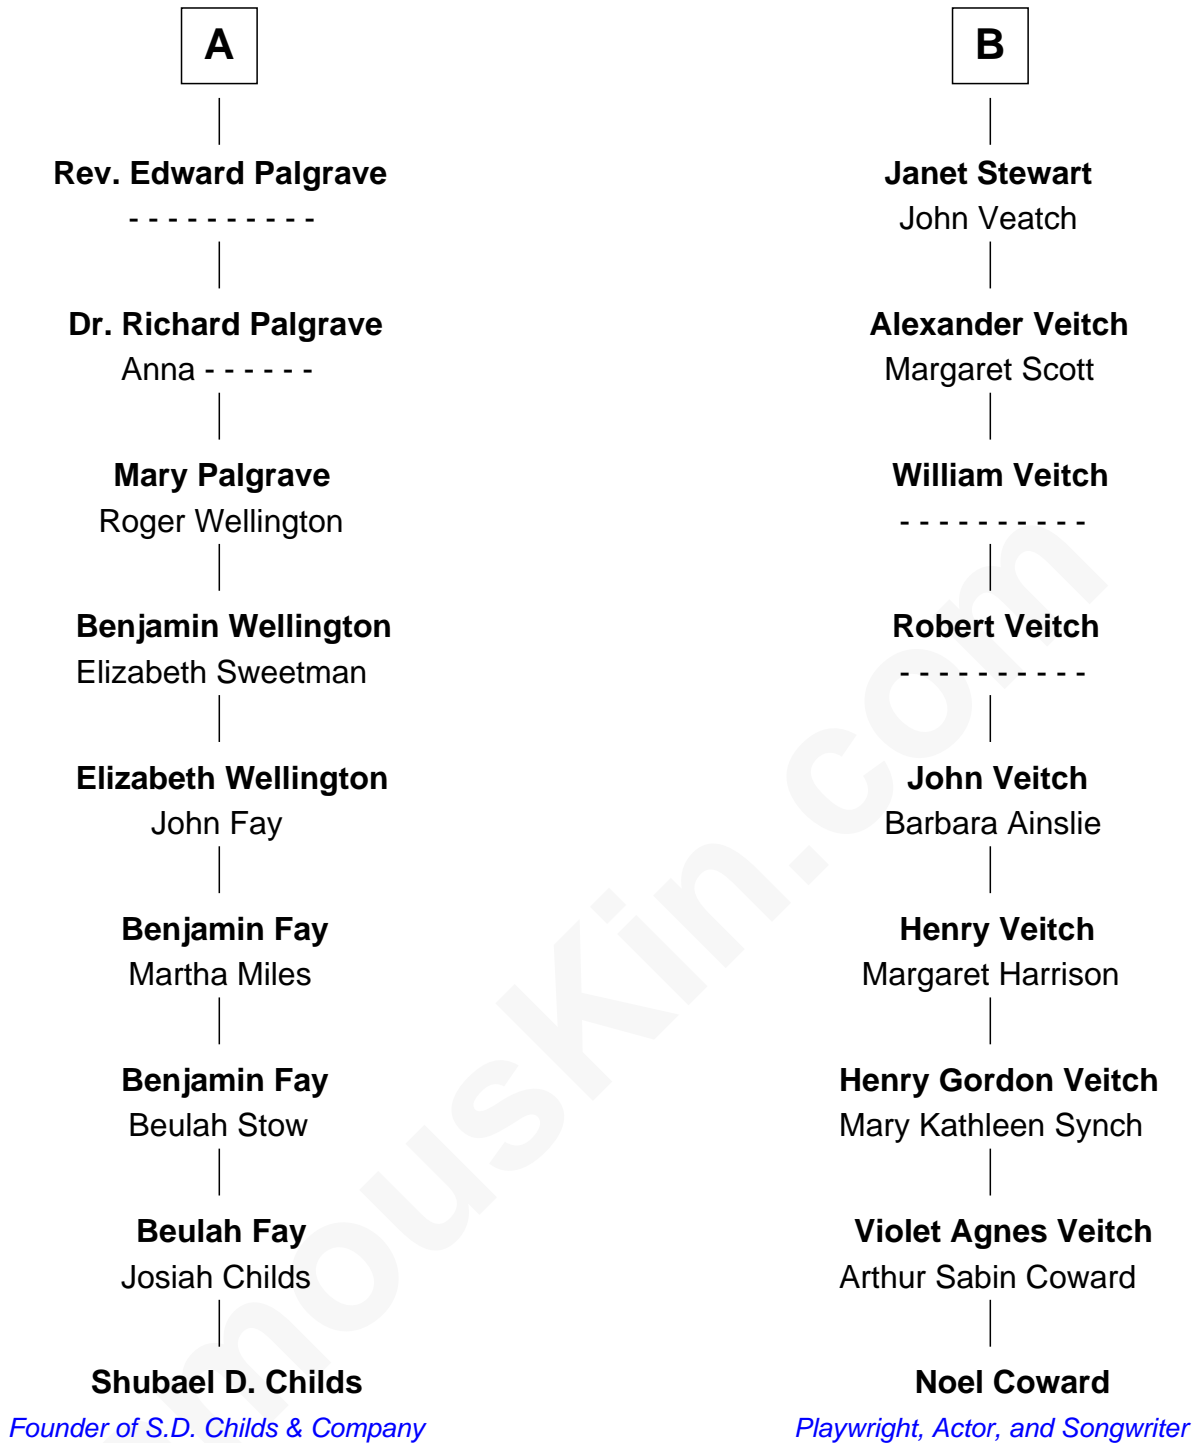 A
Rev. Edward Palgrave
- - - - - - - - - -
Dr. Richard Palgrave
Anna - - - - - -
Mary Palgrave
Roger Wellington
Benjamin Wellington
Elizabeth Sweetman
Elizabeth Wellington
John Fay
Benjamin Fay
Martha Miles
Benjamin Fay
Beulah Stow
Beulah Fay
Josiah Childs
Shubael D. Childs
Founder of S.D. Childs & Company
B
Janet Stewart
John Veatch
Alexander Veitch
Margaret Scott
William Veitch
- - - - - - - - - -
Robert Veitch
- - - - - - - - - -
John Veitch
Barbara Ainslie
Henry Veitch
Margaret Harrison
Henry Gordon Veitch
Mary Kathleen Synch
Violet Agnes Veitch
Arthur Sabin Coward
Noel Coward
Playwright, Actor, and Songwriter
mousKin.com